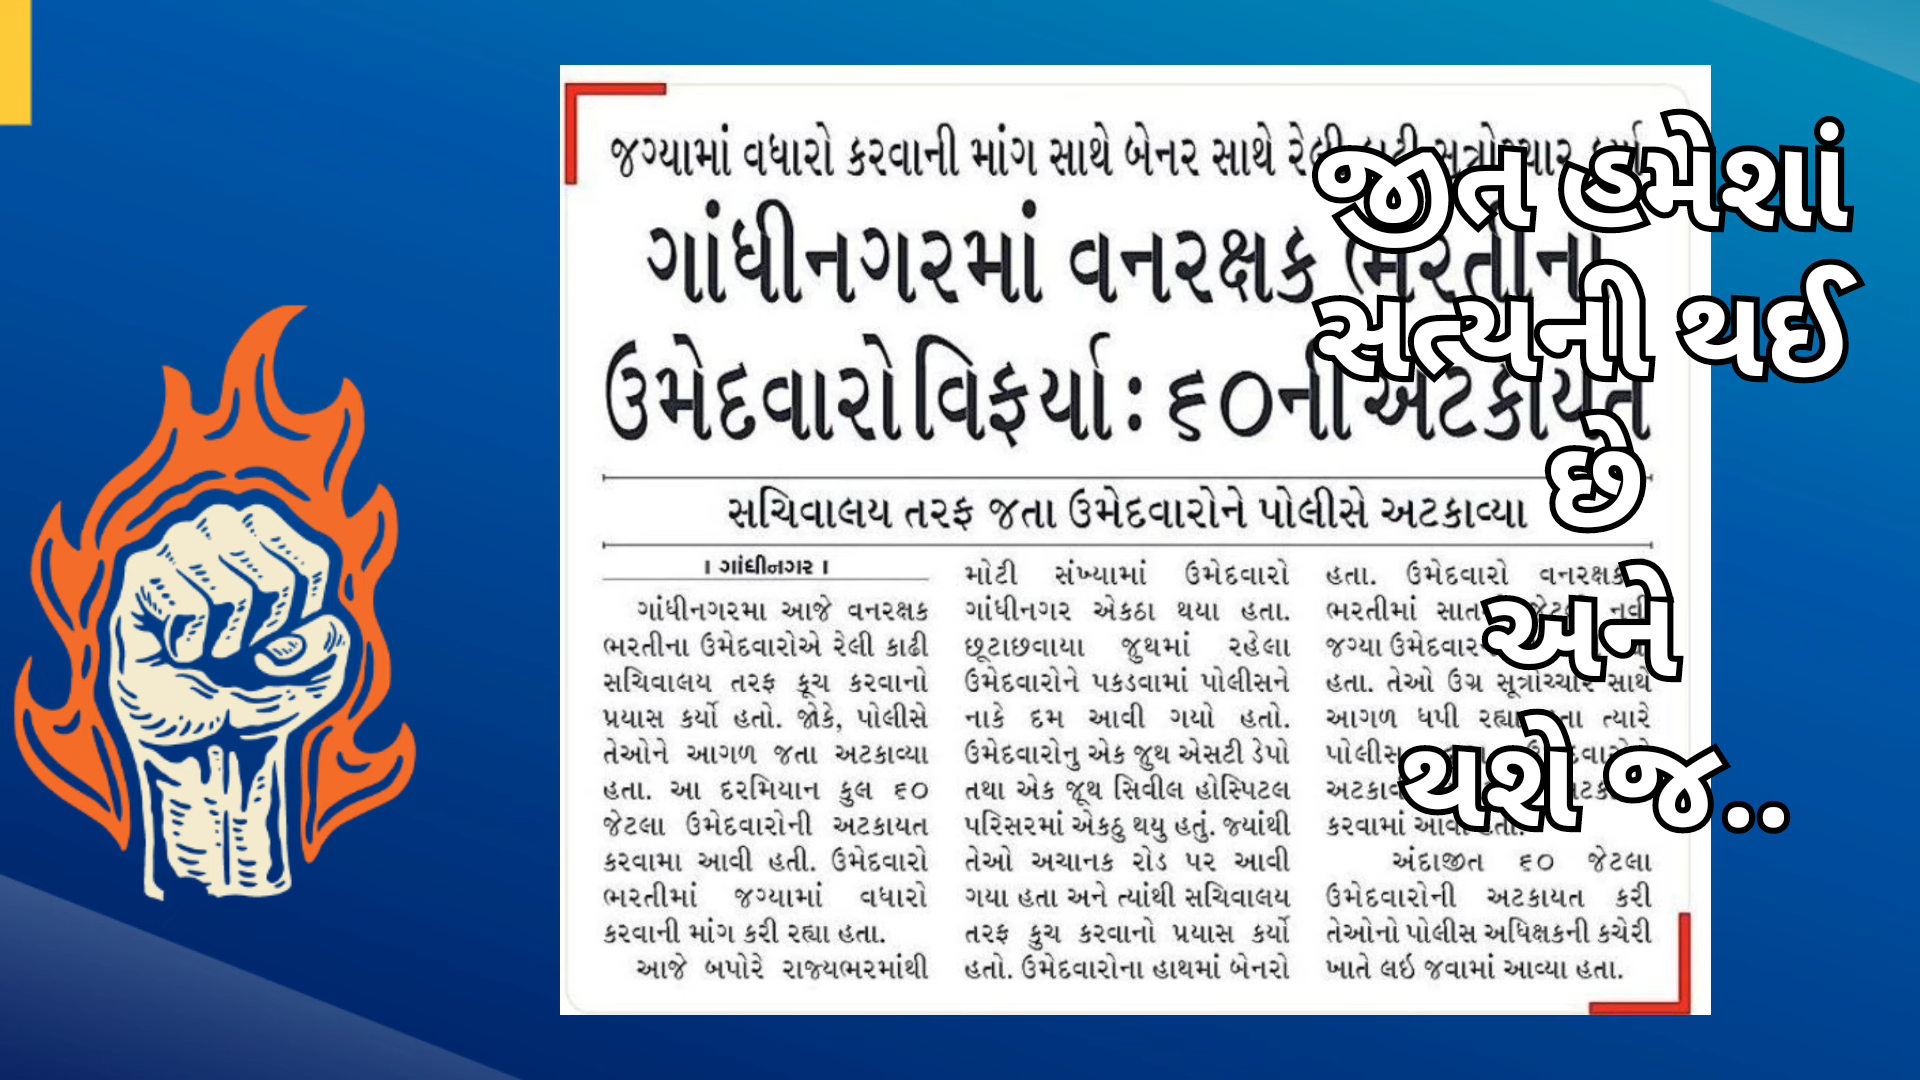 જગ્યામાં વધારો કરવાની માંગ સાથે બેનર સાથે
ગાંધીનગરમાં વનરક્ષક ભરતીના
ઉમેદવારો વિફર્યા : ૬૦ની અટકાયત
સચિવાલય તરફ જતા ઉમેદવારોને પોલીસે અટકાવ્યા
। ગાંધીનગર ।
ગાંધીનગરમા આજે વનરક્ષક
ભરતીના ઉમેદવારોએ રેલી કાઢી
સચિવાલય તરફ કૂચ કરવાનો
પ્રયાસ કર્યો હતો. જોકે, પોલીસે
તેઓને આગળ જતા અટકાવ્યા
હતા. આ દરમિયાન કુલ ૬૦
જેટલા ઉમેદવારોની અટકાયત
કરવામા આવી હતી. ઉમેદવારો
ભરતીમાં જગ્યામાં વધારો
કરવાની માંગ કરી રહ્યા હતા.
આજે બપોરે રાજ્યભરમાંથી
મોટી સંખ્યામાં ઉમેદવારો
ગાંધીનગર એકઠા થયા હતા.
છૂટાછવાયા જુથમાં રહેલા
ઉમેદવારોને પકડવામાં પોલીસને
નાકે દમ આવી ગયો હતો.
ઉમેદવારોનુ એક જુથ એસટી ડેપો
તથા એક જૂથ સિવીલ હોસ્પિટલ
પરિસરમાં એકઠુ થયુ હતું. જ્યાંથી
તેઓ અચાનક રોડ પર આવી
ગયા હતા અને ત્યાંથી સચિવાલય
તરફ કુચ કરવાનો પ્રયાસ કર્યો
હતો. ઉમેદવારોના હાથમાં બેનરો
હતા. ઉમેદવારો વનરક્ષક
ભરતીમાં નવી
જગ્યા
હતા. તેઓ ઉગ્ર સૂત્રોચ્ચાર સાથે
આગળ ધપી રહ્યા હતા ત્યારે
પોલીસ
કરવામાં આવી હતી.
અંદાજીત ૬૦ જેટલા
ઉમેદવારોની અટકાયત કરી
તેઓનો પોલીસ અધિક્ષકની કચેરી
ખાતે લઇ જવામાં આવ્યા હતા.
જીત હમેશાં
સત્યની થઈ
છે
અને
થશે જ..